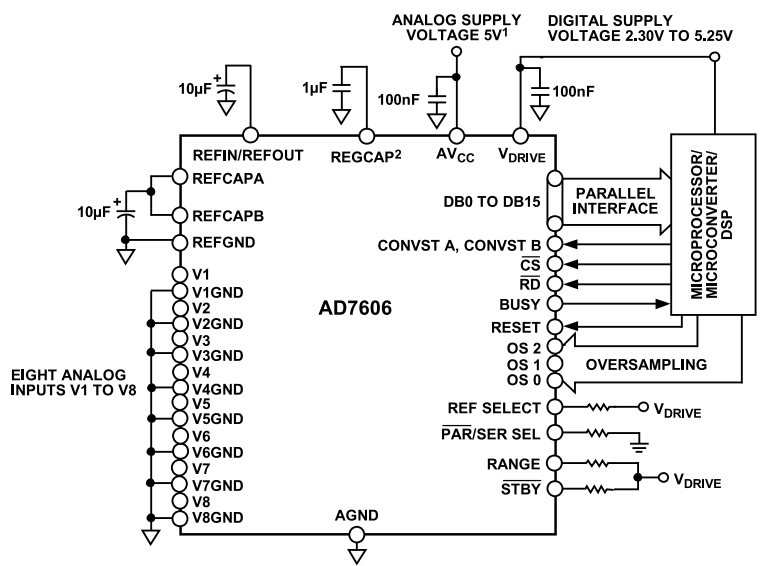 ANALOG SUPPLY
VOLTAGE 5V1
DIGITAL SUPPLY
VOLTAGE 2.30V TO 5.25V
10µF
+
1µF
100nF
100nF
REFIN/REFOUT
REGCAP2
AVCC
VDRIVE
REFCAPA
10µF
+
REFCAPB
REFGND
DB0 TO DB15
PARALLEL
INTERFACE
MICROPROCESSOR/
MICROCONVERTER/
DSP
CONVST A, CONVST B
CS
RD
BUSY
RESET
OS 2
OS 1
OS 0
OVERSAMPLING
AD7606
V1
V1GND
V2
V2GND
V3
V3GND
V4
V4GND
V5
V5GND
V6
V6GND
V7
V7GND
V8
V8GND
EIGHT ANALOG
INPUTS V1 TO V8
REF SELECT
VDRIVE
PAR/SER SEL
RANGE
STBY
VDRIVE
AGND